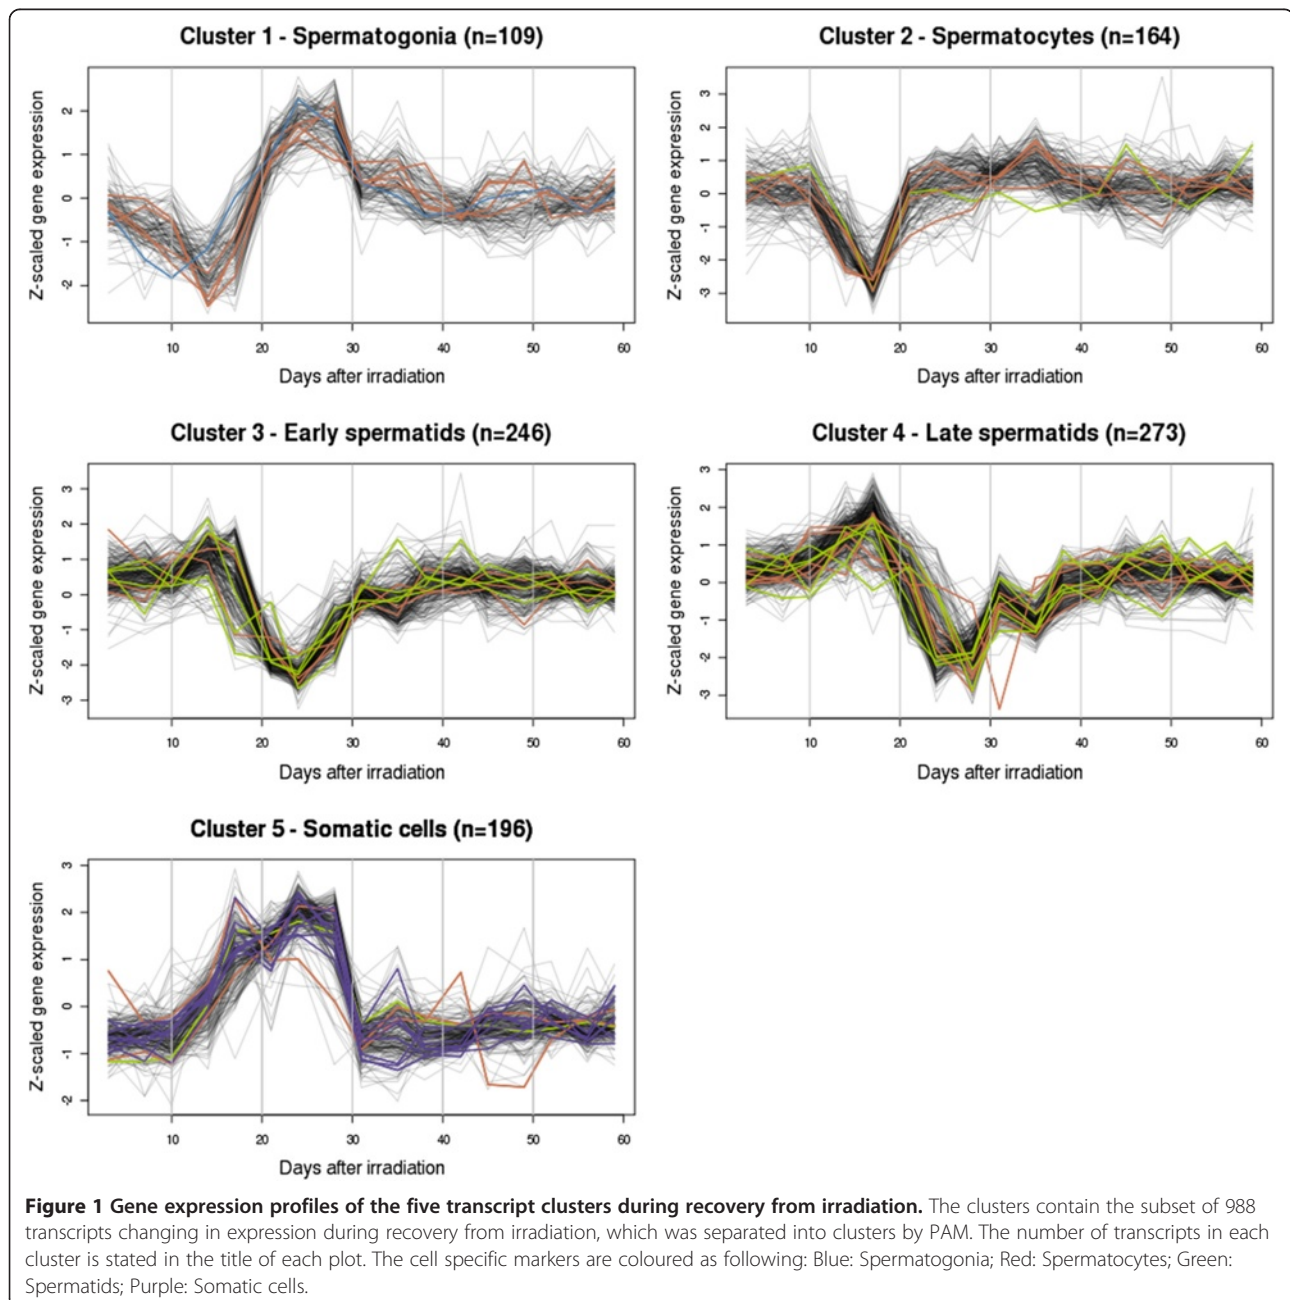 Cluster 1 - Spermatogonia (n=109)
Z-scaled gene expression
2
1
0
-1
-2
10 20 30 40 50 60
Days after irradiation
Cluster 2 - Spermatocytes (n=164)
Z-scaled gene expression
3
2
1
0
-1
-2
-3
10 20 30 40 50 60
Days after irradiation
Cluster 3 - Early spermatids (n=246)
Z-scaled gene expression
3
2
1
0
-1
-2
-3
10 20 30 40 50 60
Days after irradiation
Cluster 4 - Late spermatids (n=273)
Z-scaled gene expression
3
2
1
0
-1
-2
-3
10 20 30 40 50 60
Days after irradiation
Cluster 5 - Somatic cells (n=196)
Z-scaled gene expression
3
2
1
0
-1
-2
10 20 30 40 50 60
Days after irradiation
Figure 1 Gene expression profiles of the five transcript clusters during recovery from irradiation. The clusters contain the subset of 988
transcripts changing in expression during recovery from irradiation, which was separated into clusters by PAM. The number of transcripts in each
cluster is stated in the title of each plot. The cell specific markers are coloured as following: Blue: Spermatogonia; Red: Spermatocytes; Green:
Spermatids; Purple: Somatic cells.